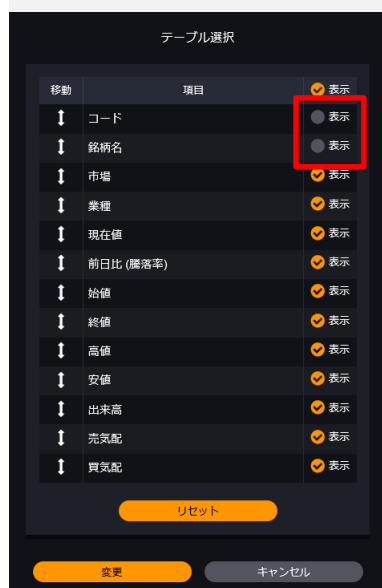 テーブル選択
移動 項目 表示
コード 表示
銘柄名 表示
市場 表示
業種 表示
現在値 表示
前日比 (騰落率) 表示
始値 表示
終値 表示
高値 表示
安値 表示
出来高 表示
売気配 表示
買気配 表示
リセット
変更 キャンセル